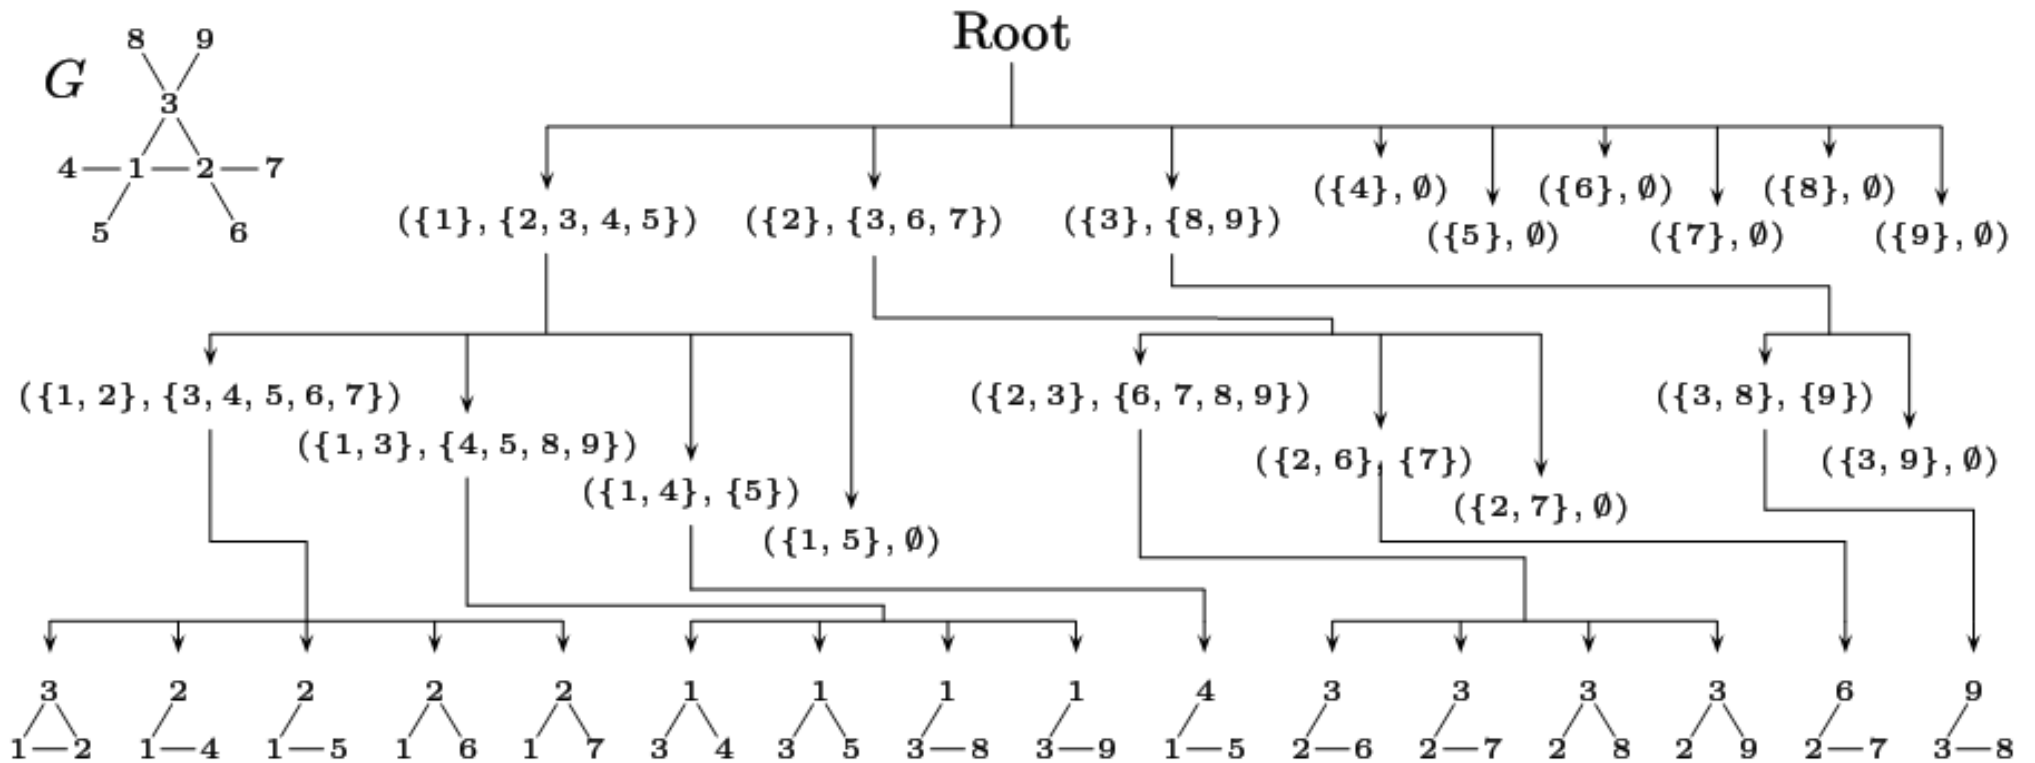 Root
8 9
G
3
4 1 2 7
5 6
({1}, {2, 3, 4, 5}) ({2}, {3, 6, 7}) ({3}, {8, 9}) ({4}, ∅) ({6}, ∅) ({8}, ∅)
({5}, ∅) ({7}, ∅) ({9}, ∅)
({1, 2}, {3, 4, 5, 6, 7}) ({2, 3}, {6, 7, 8, 9}) ({3, 8}, {9})
({1, 3}, {4, 5, 8, 9}) ({2, 6}, {7}) ({3, 9}, ∅)
({1, 4}, {5}) ({2, 7}, ∅)
({1, 5}, ∅)
3 2 2 2 2 1 1 1 1 4 3 3 3 3 6 9
1 2 1 4 1 5 1 6 1 7 3 4 3 5 3 8 3 9 1 5 2 6 2 7 2 8 2 9 2 7 3 8